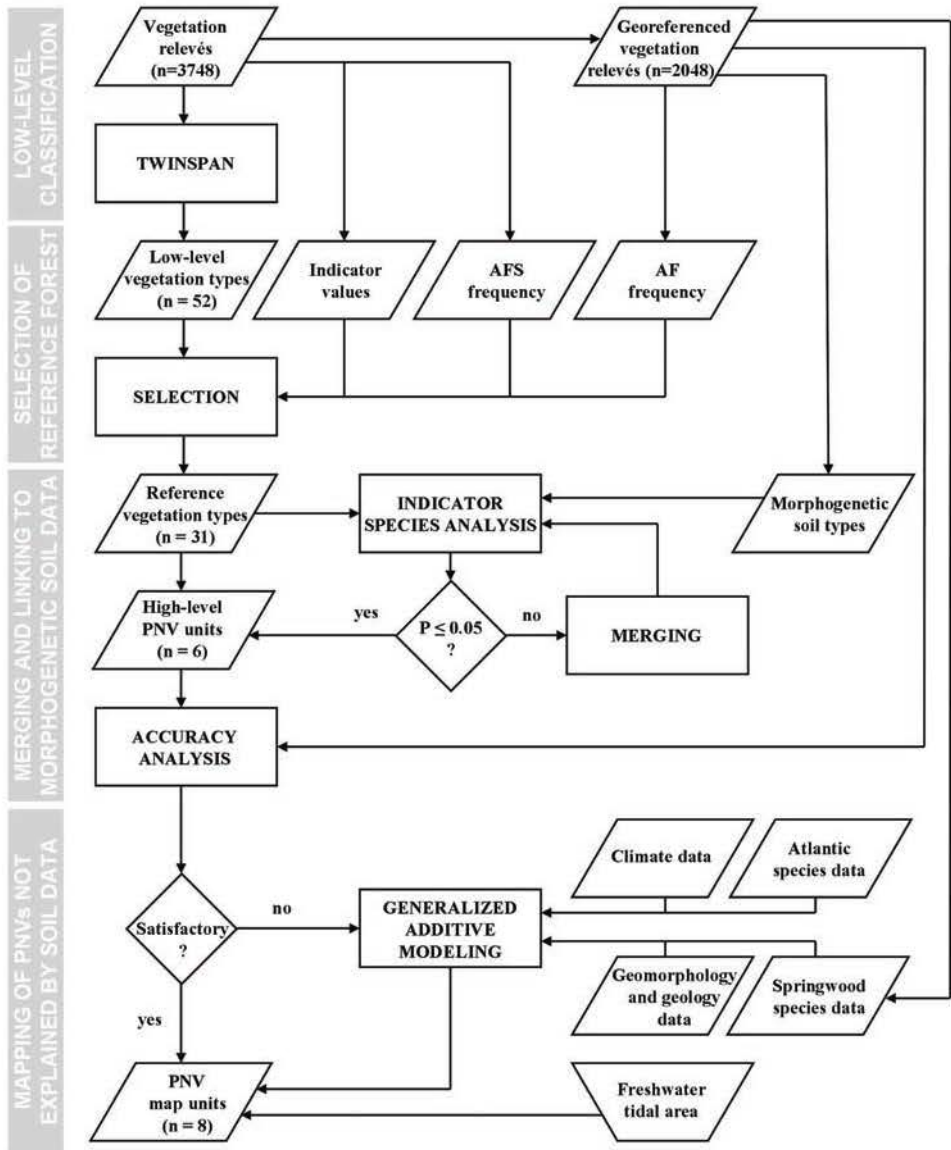 LOW-LEVEL
CLASSIFICATION
Vegetation
relevés
(n=3748)
Georeferenced
vegetation
relevés (n=2048)
TWINSPAN
SELECTION OF
REFERENCE FOREST
Low-level
vegetation types
(n = 52)
Indicator
values
AFS
frequency
AF
frequency
SELECTION
MERGING AND LINKING TO
MORPHOGENETIC SOIL DATA
Reference
vegetation types
(n = 31)
INDICATOR
SPECIES ANALYSIS
Morphogenetic
soil types
High-level
PNV units
(n = 6)
yes
P ≤ 0.05
?
no
MERGING
ACCURACY
ANALYSIS
MAPPING OF PNVs NOT
EXPLAINED BY SOIL DATA
Climate data
Atlantic
species data
Satisfactory
?
no
GENERALIZED
ADDITIVE
MODELING
Geomorphology
and geology
data
Springwood
species data
yes
PNV
map units
(n = 8)
Freshwater
tidal area